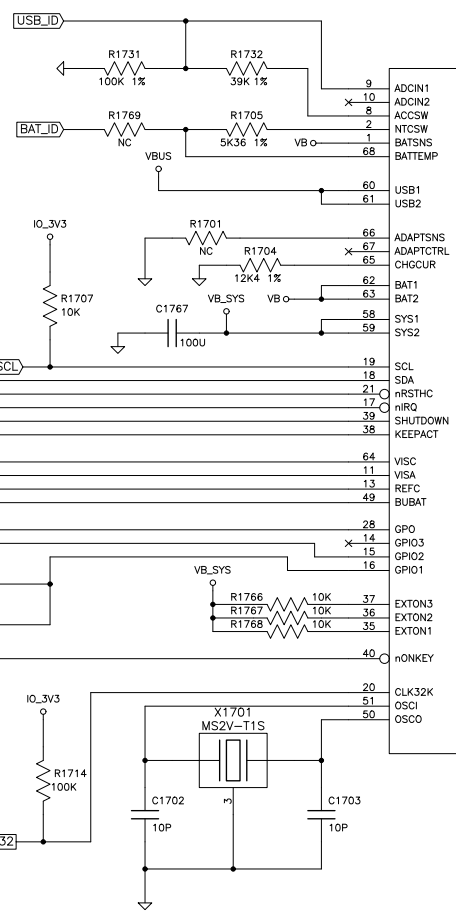 USB_ID
R1731 R1732
100K 1% 39K 1%
9 ADCIN1
10 ADCIN2
8 ACCSW
BAT_ID
R1769 R1705
NC 5K36 1%
2 NTCSW
VB 1 BATSNS
68 BATTEMP
VBUS
60 USB1
61 USB2
R1701
NC
66 ADAPTSNS
67 ADAPTCTRL
R1704
12K4 1%
65 CHGCUR
IO_3V3
R1707
10K
62 BAT1
VB 63 BAT2
C1767
100U
VB_SYS
58 SYS1
59 SYS2
SCL
19 SCL
18 SDA
21 nRSTHC
17 nIRQ
39 SHUTDOWN
38 KEEPACT
64 VISC
11 VISA
13 REFC
49 BUBAT
28 GPO
14 GPIO3
15 GPIO2
16 GPIO1
VB_SYS
R1766 10K 37 EXTON3
R1767 10K 36 EXTON2
R1768 10K 35 EXTON1
40 nONKEY
20 CLK32K
51 OSCI
50 OSCO
IO_3V3
R1714
100K
X1701
MS2V-T1S
3
C1702
10P
C1703
10P
32